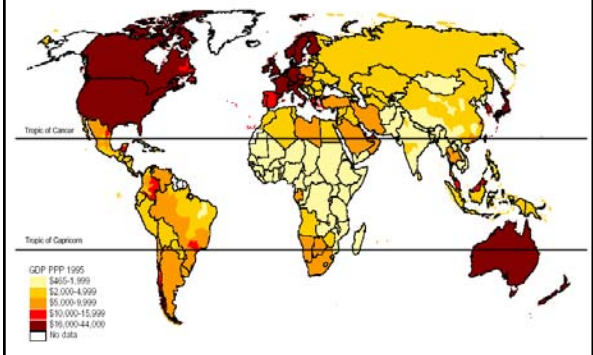 Tropic of Cancer
Tropic of Capricorn
GDP PPP 1995
$465-1,999
$2,000-4,999
$5,000-9,999
$10,000-15,999
$16,000-44,000
No data